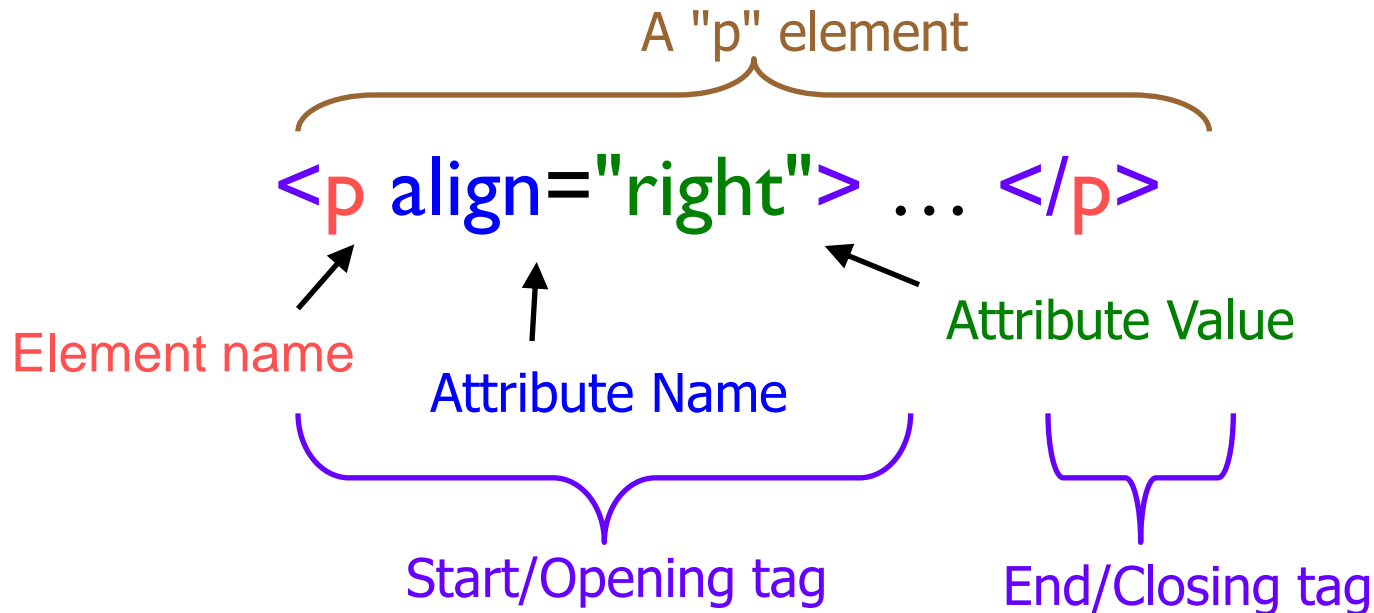 A "p" element
<p align="right"> … </p>
Element name
Attribute Name
Attribute Value
Start/Opening tag
End/Closing tag